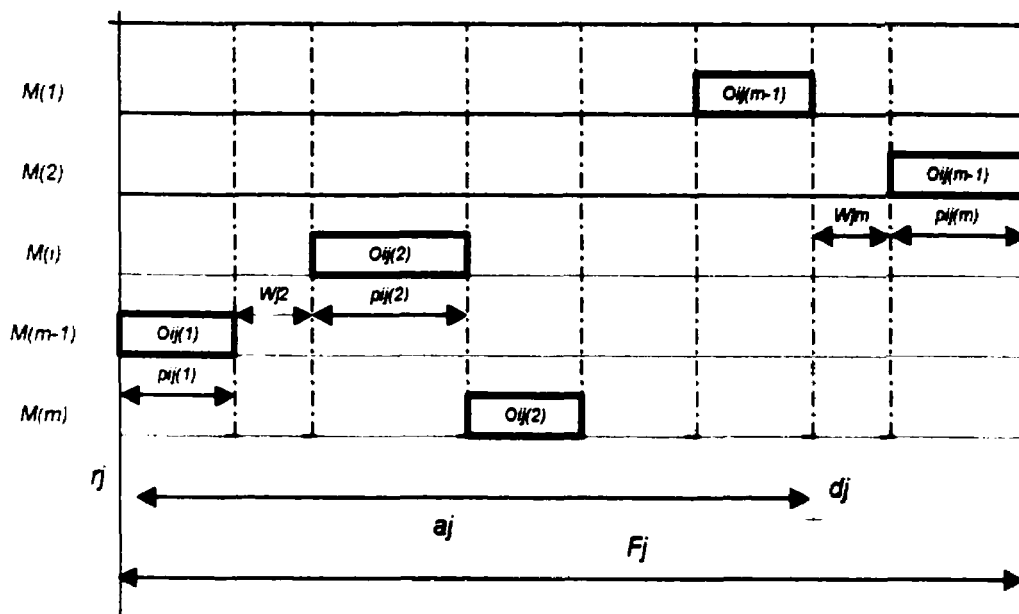 M(1) Oij(m-1)
M(2) Oij(m-1)
Wjm pij(m)
M(i) Oij(2)
Wj2 pij(2)
M(m-1) Oij(1)
pij(1)
M(m) Oij(2)
rj dj
aj
Fj